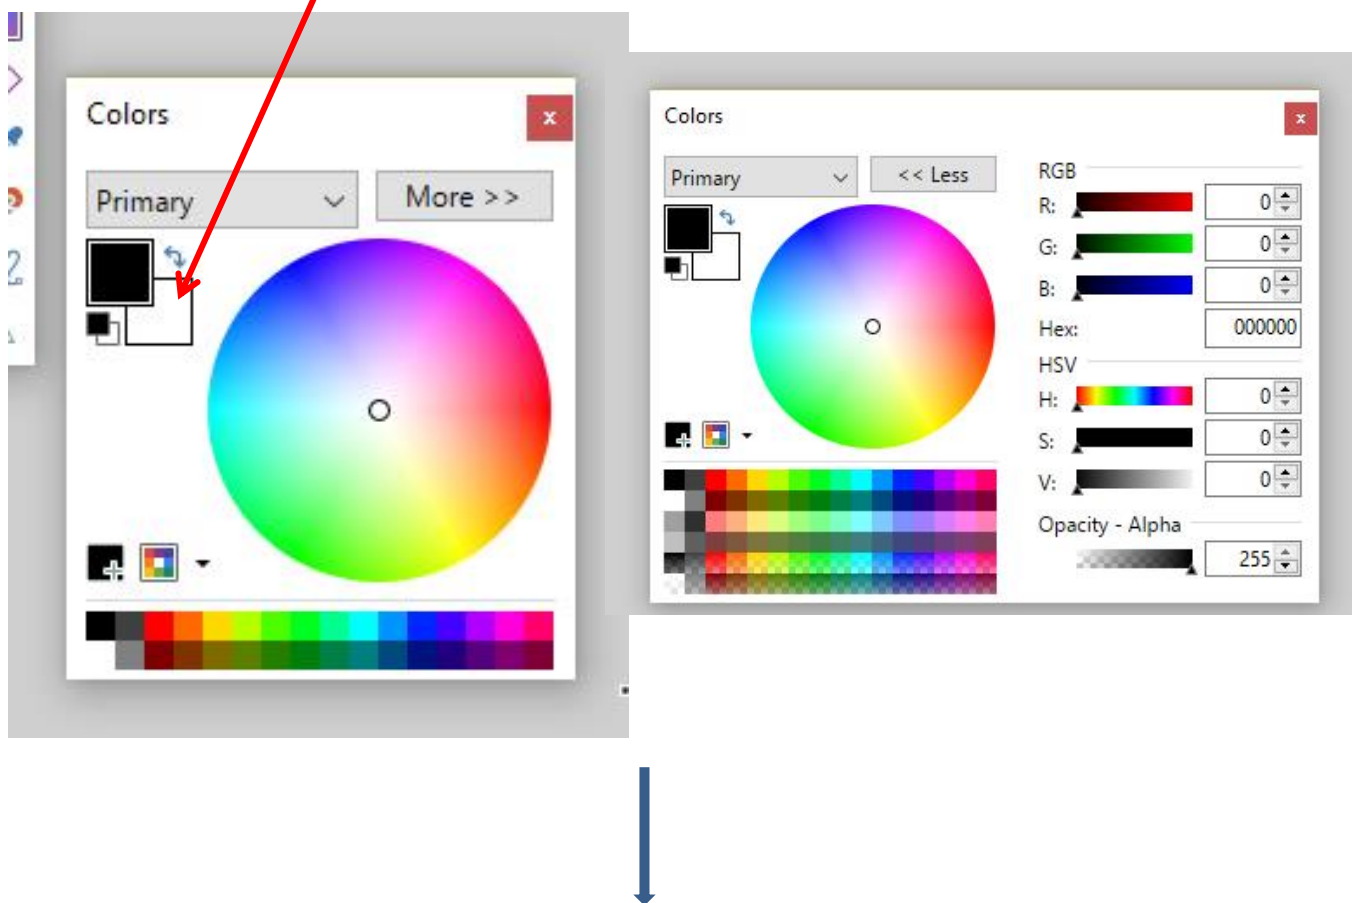 Colors
x
Primary
More >>
Colors
x
Primary
<< Less
RGB
R: 0
G: 0
B: 0
Hex: 000000
HSV
H: 0
S: 0
V: 0
Opacity - Alpha
255